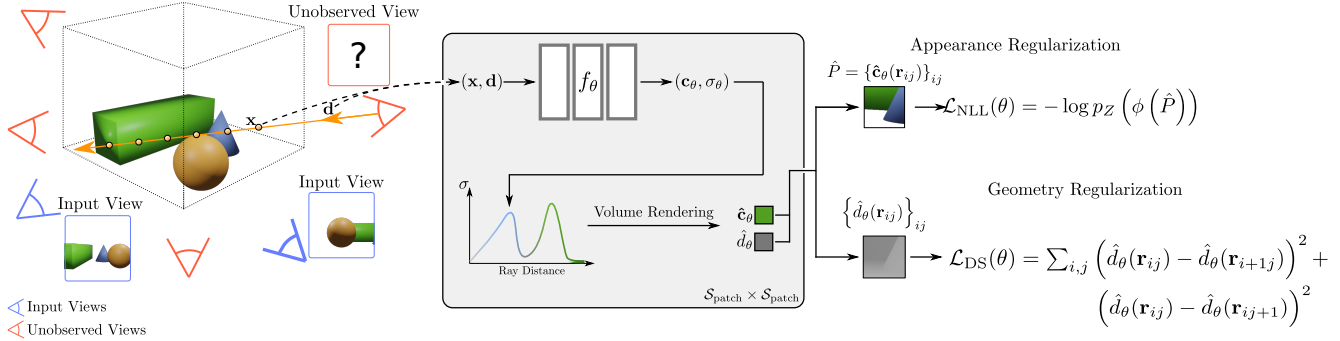 Unobserved View
?
x
d
Input View
Input View
Input Views
Unobserved Views
(x, d)
f_θ
(c_θ, σ_θ)
σ
Ray Distance
Volume Rendering
ĉ_θ
d̂_θ
S_patch × S_patch
Appearance Regularization
P̂ = {ĉ_θ(r_ij)}_ij
L_NLL(θ) = − log p_Z (φ (P̂))
Geometry Regularization
{d̂_θ(r_ij)}_ij
L_DS(θ) = ∑_i,j (d̂_θ(r_ij) − d̂_θ(r_i+1j))² +
(d̂_θ(r_ij) − d̂_θ(r_ij+1))²